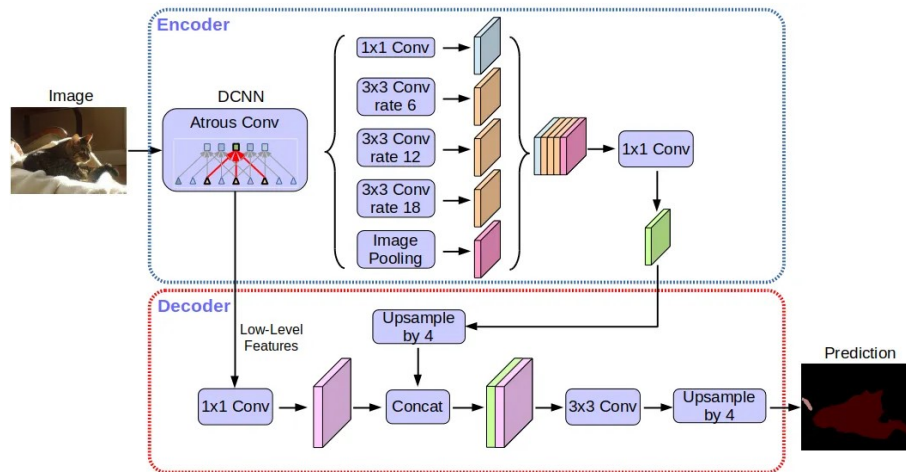 Encoder
Image
DCNN
Atrous Conv
1x1 Conv
3x3 Conv
rate 6
3x3 Conv
rate 12
3x3 Conv
rate 18
Image
Pooling
1x1 Conv
Decoder
Low-Level
Features
Upsample
by 4
1x1 Conv
Concat
3x3 Conv
Upsample
by 4
Prediction